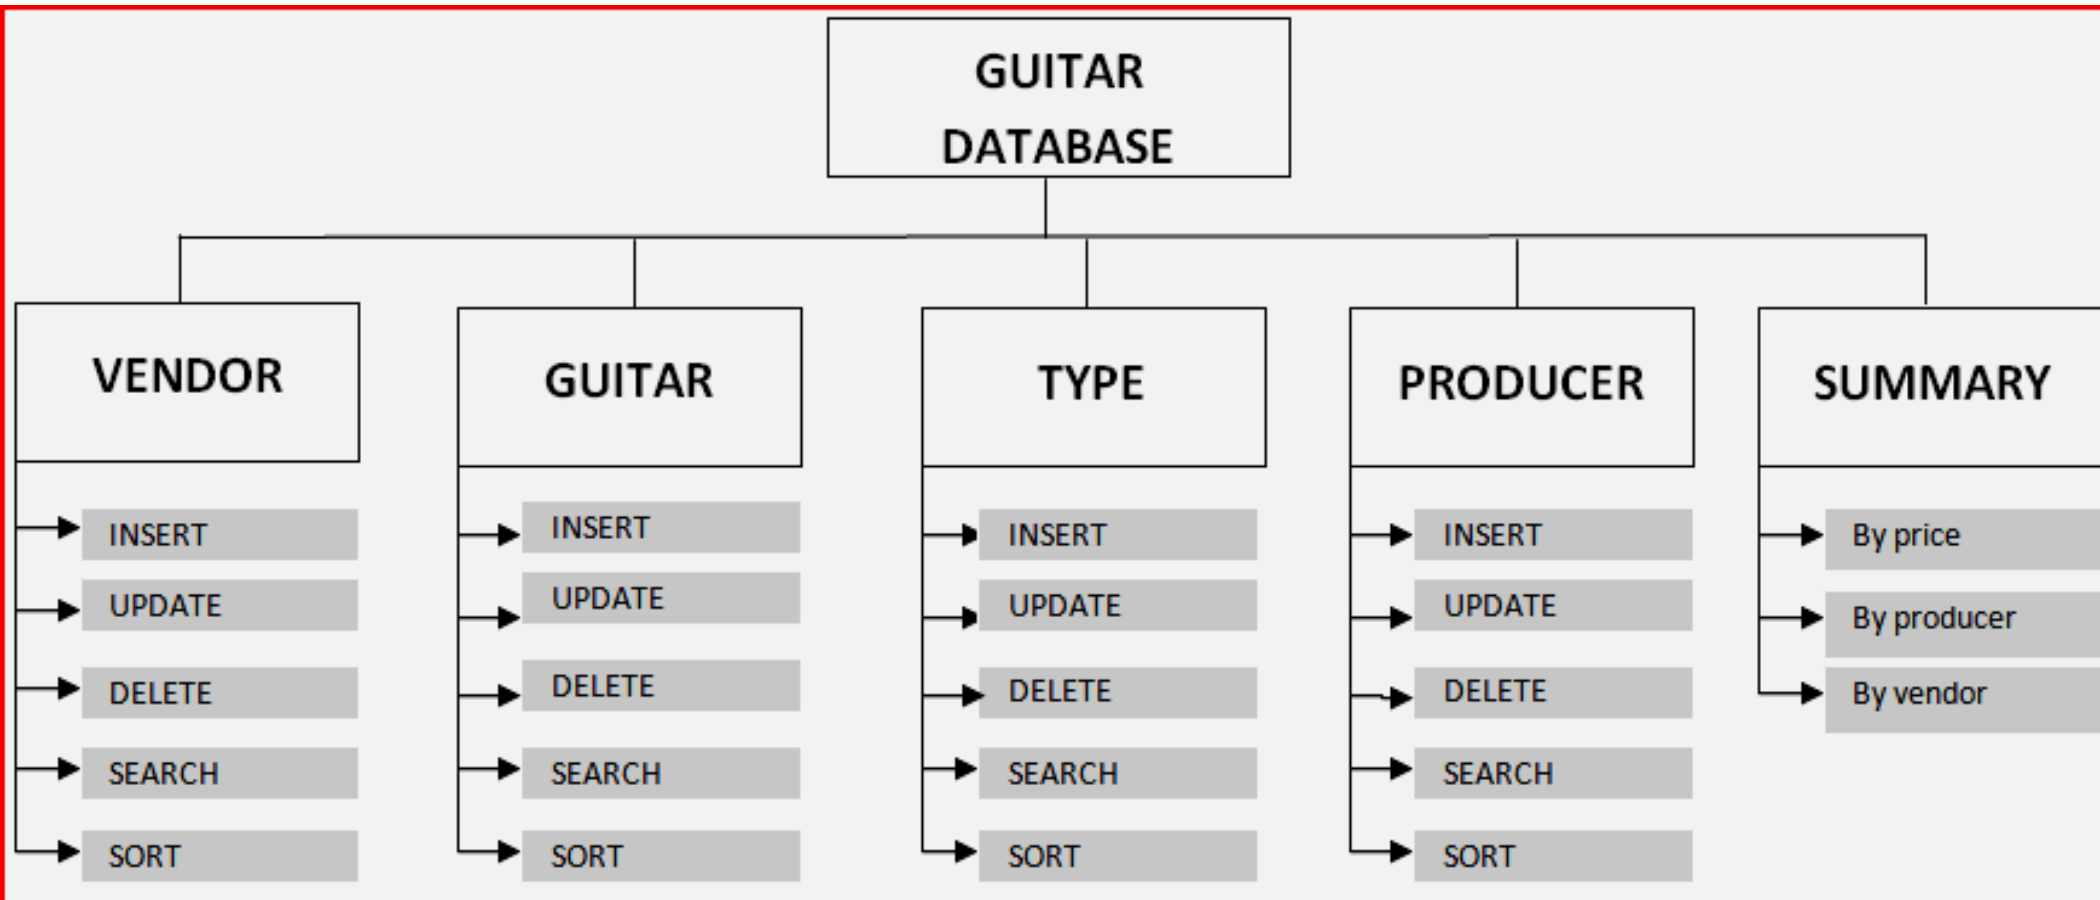 GUITAR
DATABASE
VENDOR
INSERT
UPDATE
DELETE
SEARCH
SORT
GUITAR
INSERT
UPDATE
DELETE
SEARCH
SORT
TYPE
INSERT
UPDATE
DELETE
SEARCH
SORT
PRODUCER
INSERT
UPDATE
DELETE
SEARCH
SORT
SUMMARY
By price
By producer
By vendor